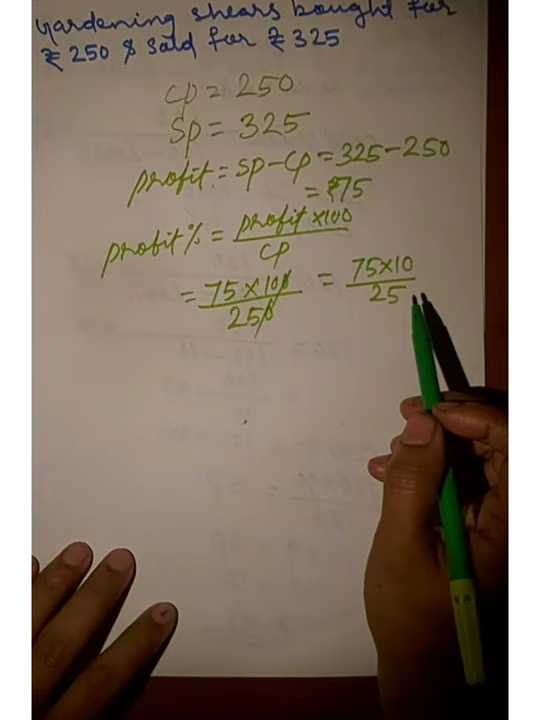 Gardening shears bought for
₹ 250 & sold for ₹ 325
CP = 250
SP = 325
profit = SP - CP = 325 - 250
= ₹75
profit % = profit × 100 / CP
= 75 × 100 / 250 = 75 × 10 / 25